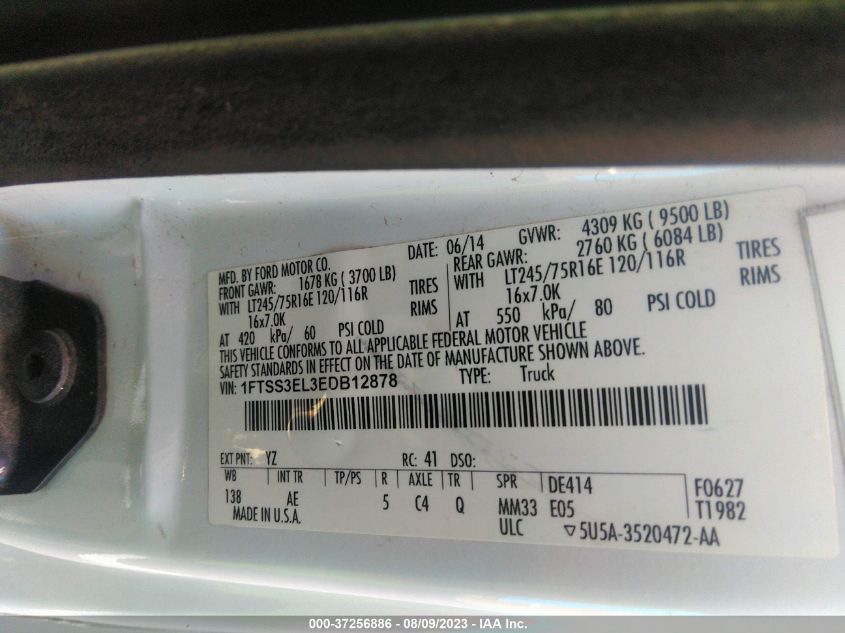 MFD. BY FORD MOTOR CO.
DATE: 06/14 GVWR: 4309 KG ( 9500 LB)
FRONT GAWR: 1678 KG ( 3700 LB)
REAR GAWR: 2760 KG ( 6084 LB)
WITH LT245/75R16E 120/116R TIRES
WITH LT245/75R16E 120/116R TIRES
16x7.0K RIMS
16x7.0K RIMS
AT 420 kPa/ 60 PSI COLD
AT 550 kPa/ 80 PSI COLD
THIS VEHICLE CONFORMS TO ALL APPLICABLE FEDERAL MOTOR VEHICLE
SAFETY STANDARDS IN EFFECT ON THE DATE OF MANUFACTURE SHOWN ABOVE.
VIN: 1FTSS3EL3EDB12878 TYPE: Truck
EXT PNT: YZ RC: 41 DSO:
WB INT TR TP/PS R AXLE TR SPR DE414 F0627
138 AE 5 C4 Q MM33 E05 T1982
MADE IN U.S.A. ULC ▽5U5A-3520472-AA
000-37256886 - 08/09/2023 - IAA Inc.